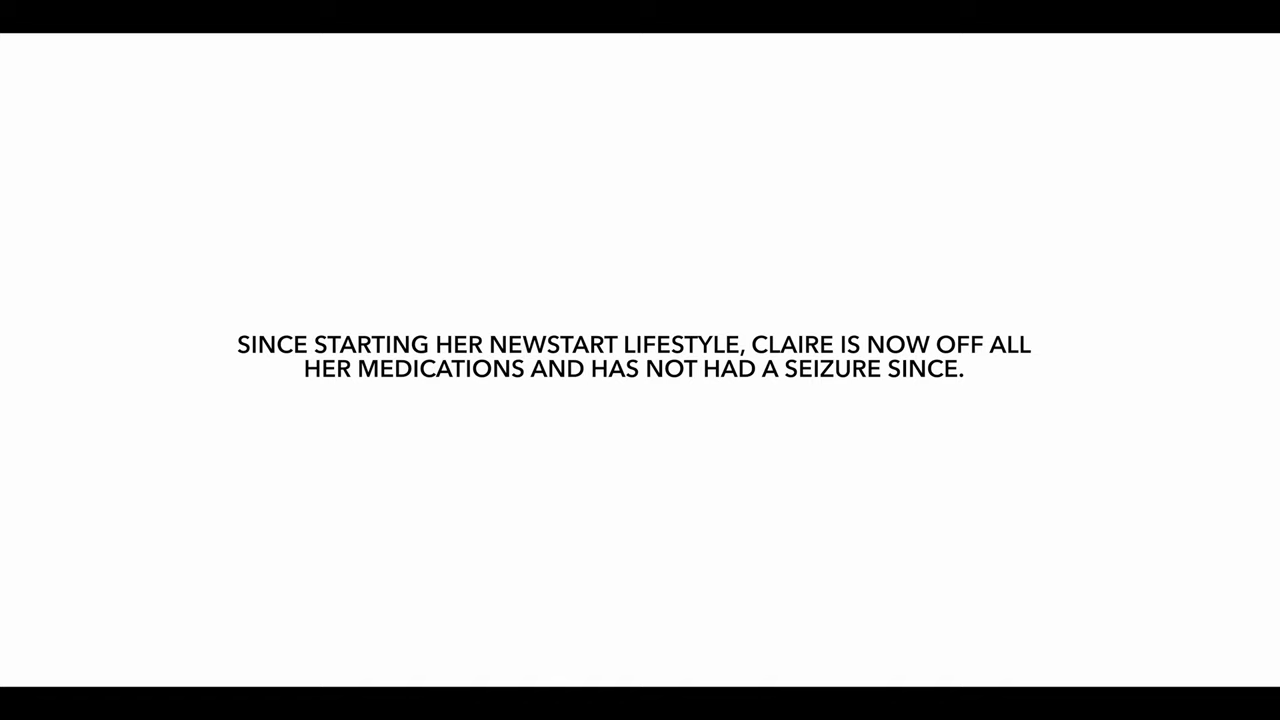 SINCE STARTING HER NEWSTART LIFESTYLE, CLAIRE IS NOW OFF ALL
HER MEDICATIONS AND HAS NOT HAD A SEIZURE SINCE.